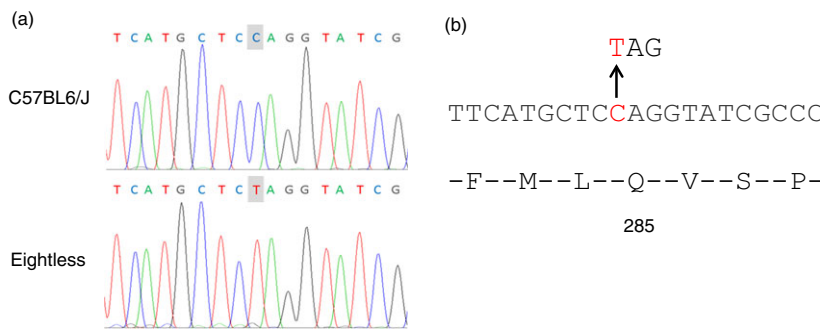 (a)
T C A T G C T C C A G G T A T C G
C57BL6/J
T C A T G C T C T A G G T A T C G
Eightless
(b)
TAG
TTCATGCTCCAGGTATCGCCC
–F––M––L––Q––V––S––P–
285